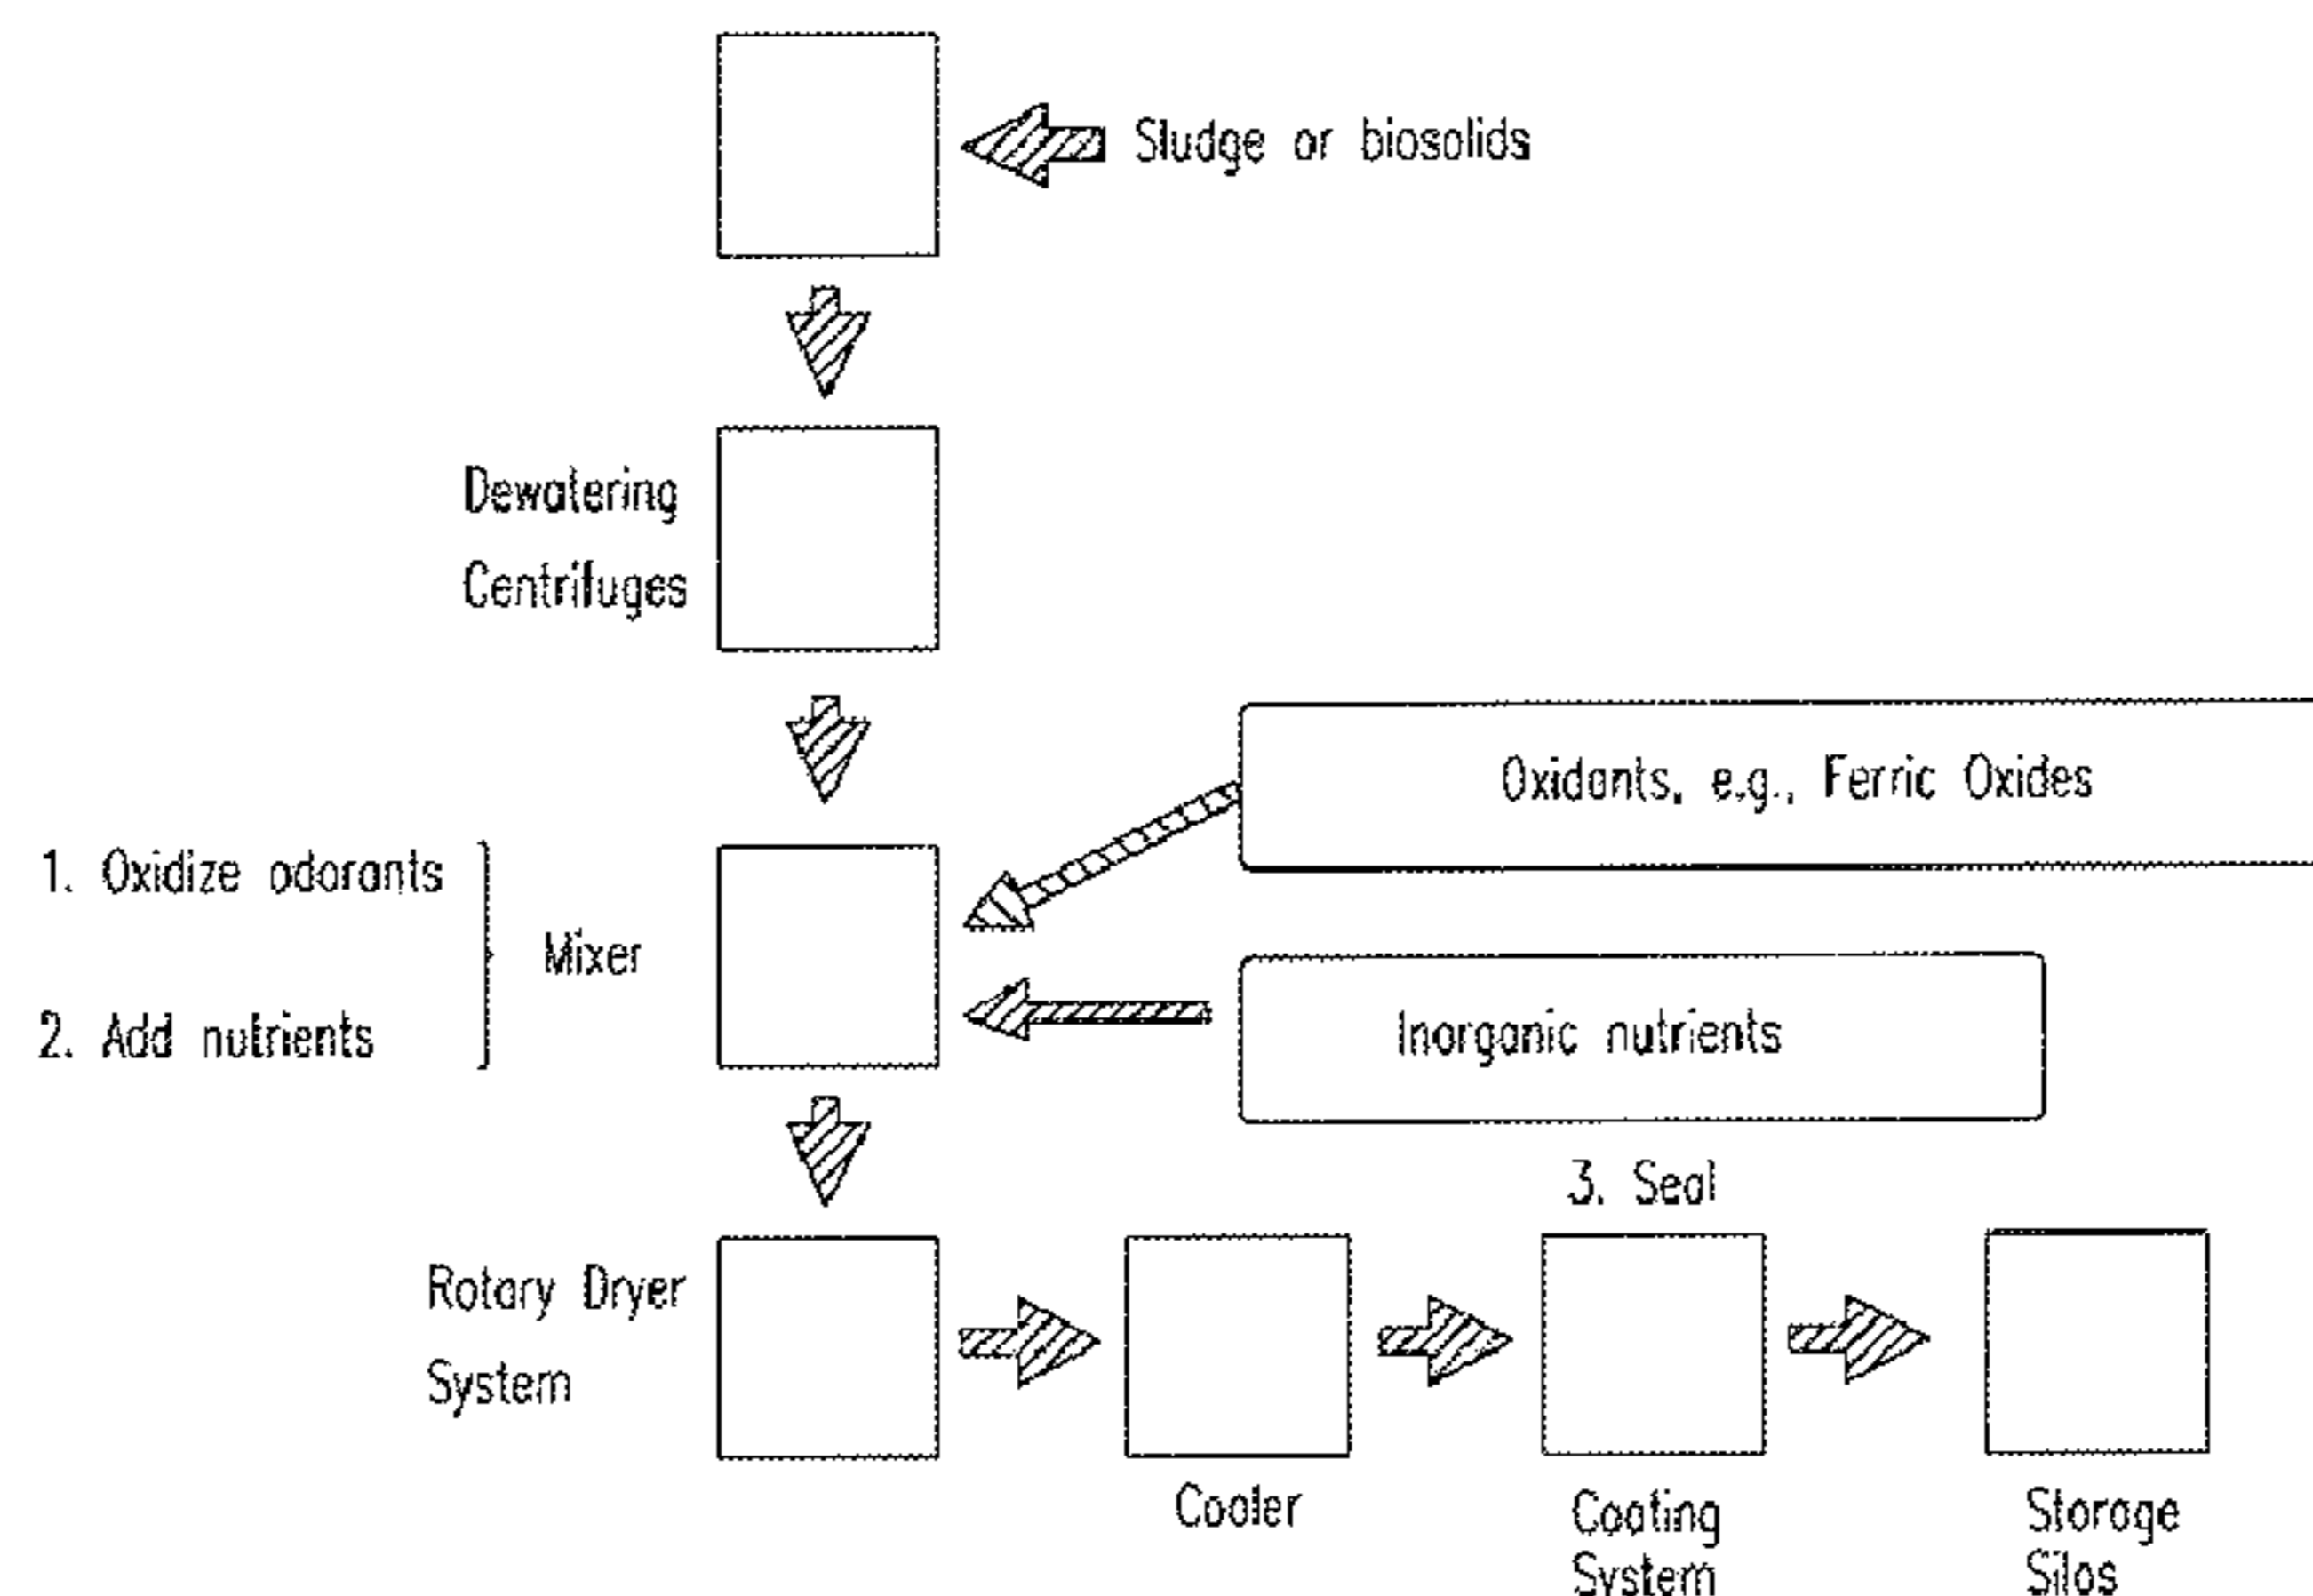 Sludge or biosolids
Dewatering
Centrifuges
Oxidants, e.g., Ferric Oxides
1. Oxidize odorants
Mixer
2. Add nutrients
Inorganic nutrients
3. Seal
Rotary Dryer
System
Cooler
Coating
System
Storage
Silos